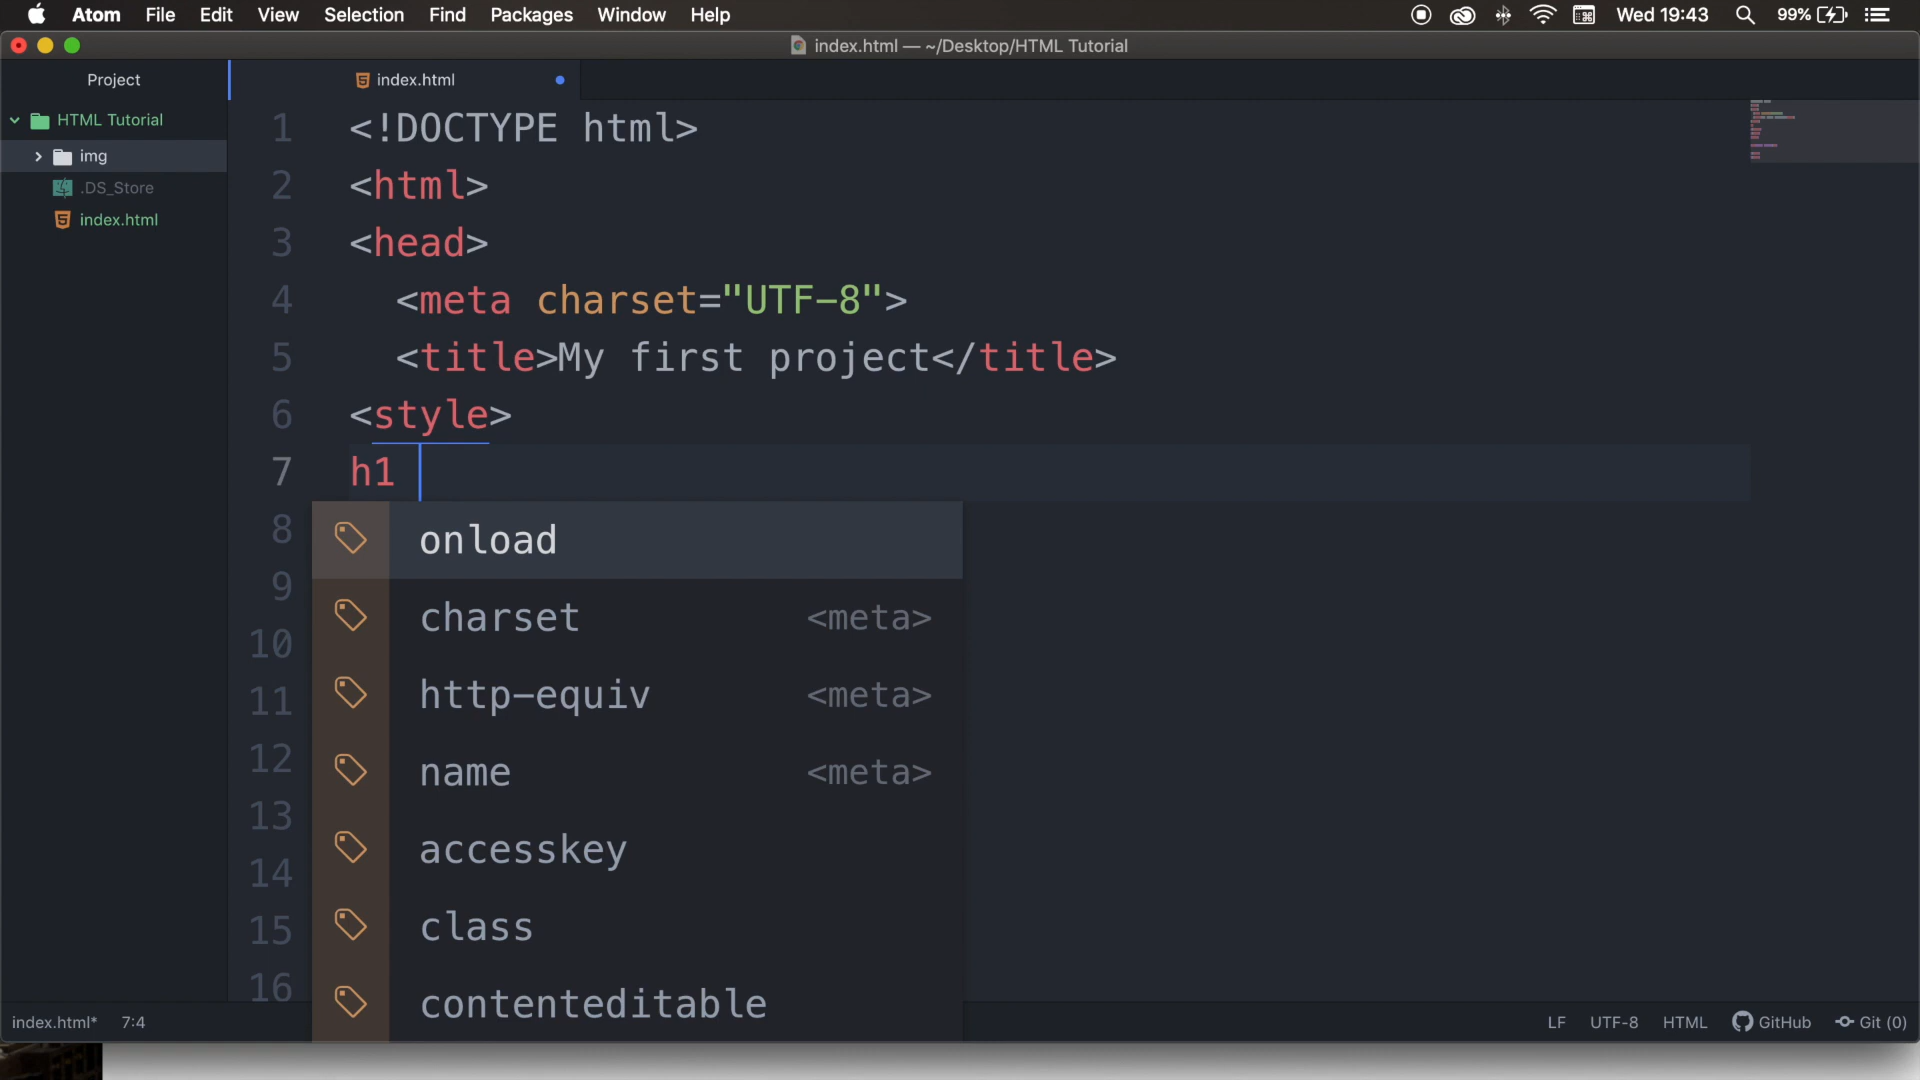 Atom File Edit View Selection Find Packages Window Help Wed 19:43 99%
index.html — ~/Desktop/HTML Tutorial
Project
index.html
HTML Tutorial
img
.DS_Store
index.html
1 <!DOCTYPE html>
2 <html>
3 <head>
4 <meta charset="UTF-8">
5 <title>My first project</title>
6 <style>
7 h1
8
9
10
11
12
13
14
15
16
onload
charset <meta>
http-equiv <meta>
name <meta>
accesskey
class
contenteditable
index.html* 7:4 LF UTF-8 HTML GitHub Git (0)